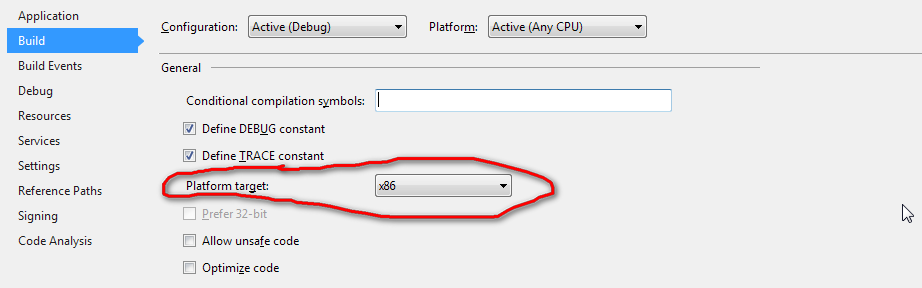 Application
Build
Build Events
Debug
Resources
Services
Settings
Reference Paths
Signing
Code Analysis
Configuration: Active (Debug) Platform: Active (Any CPU)
General
Conditional compilation symbols:
Define DEBUG constant
Define TRACE constant
Platform target: x86
Prefer 32-bit
Allow unsafe code
Optimize code